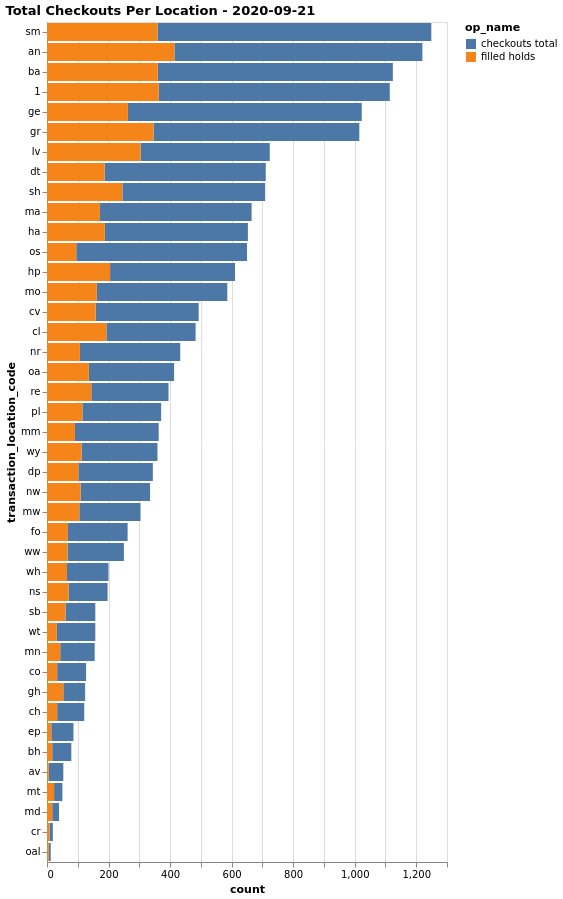 Total Checkouts Per Location - 2020-09-21
op_name
checkouts total
filled holds
transaction_location_code
sm
an
ba
1
ge
gr
lv
dt
sh
ma
ha
os
hp
mo
cv
cl
nr
oa
re
pl
mm
wy
dp
nw
mw
fo
ww
wh
ns
sb
wt
mn
co
gh
ch
ep
bh
av
mt
md
cr
oal
0 200 400 600 800 1,000 1,200
count